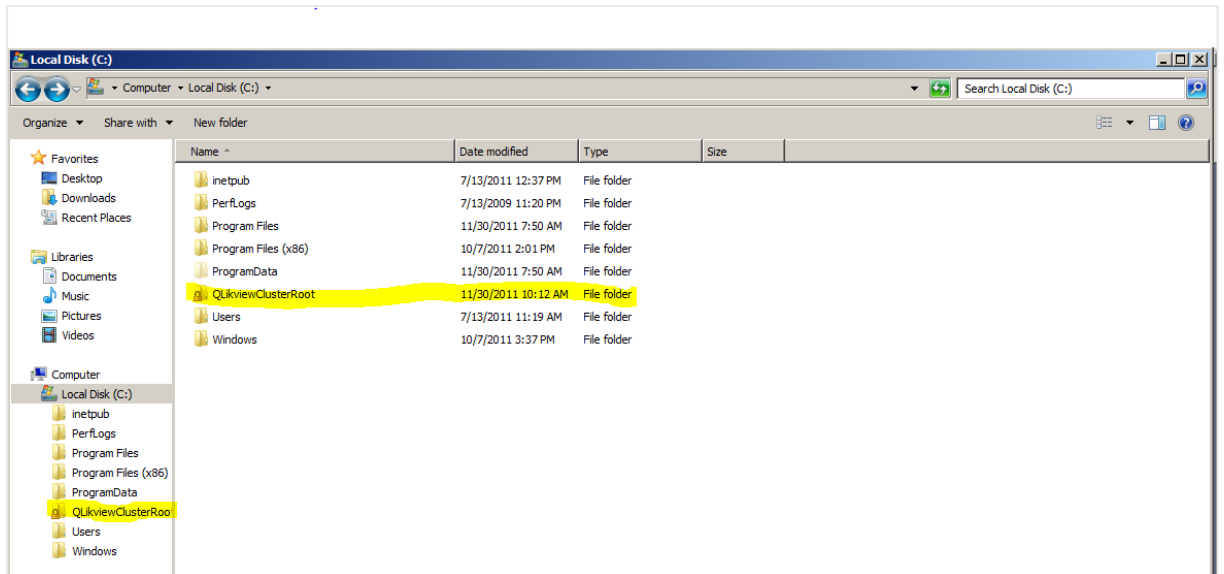 Local Disk (C:)
Computer Local Disk (C:)
Search Local Disk (C:)
Organize Share with New folder
Favorites
Desktop
Downloads
Recent Places
Libraries
Documents
Music
Pictures
Videos
Computer
Local Disk (C:)
inetpub
PerfLogs
Program Files
Program Files (x86)
ProgramData
QLikviewClusterRoo
Users
Windows
Name Date modified Type Size
inetpub 7/13/2011 12:37 PM File folder
PerfLogs 7/13/2009 11:20 PM File folder
Program Files 11/30/2011 7:50 AM File folder
Program Files (x86) 10/7/2011 2:01 PM File folder
ProgramData 11/30/2011 7:50 AM File folder
QLikviewClusterRoot 11/30/2011 10:12 AM File folder
Users 7/13/2011 11:19 AM File folder
Windows 10/7/2011 3:37 PM File folder